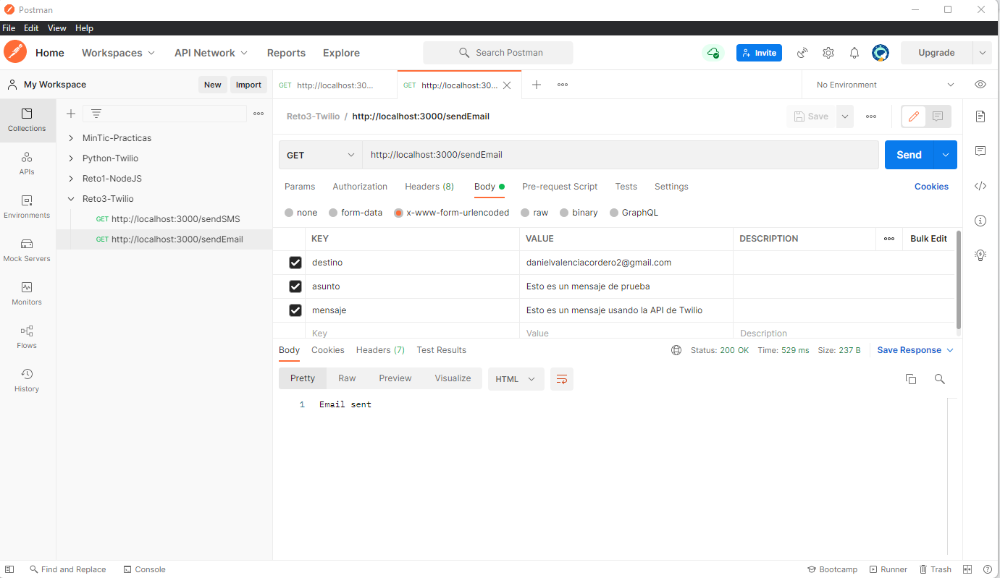 Postman
File Edit View Help
Home Workspaces API Network Reports Explore Search Postman Invite Upgrade
My Workspace New Import GET http://localhost:30... GET http://localhost:30... No Environment
Collections
APIs
Environments
Mock Servers
Monitors
Flows
History
MinTic-Practicas
Python-Twilio
Reto1-NodeJS
Reto3-Twilio
GET http://localhost:3000/sendSMS
GET http://localhost:3000/sendEmail
Reto3-Twilio / http://localhost:3000/sendEmail Save
GET http://localhost:3000/sendEmail Send
Params Authorization Headers (8) Body Pre-request Script Tests Settings Cookies
none form-data x-www-form-urlencoded raw binary GraphQL
KEY VALUE DESCRIPTION Bulk Edit
destino danielvalenciacordero2@gmail.com
asunto Esto es un mensaje de prueba
mensaje Esto es un mensaje usando la API de Twilio
Key Value Description
Body Cookies Headers (7) Test Results Status: 200 OK Time: 529 ms Size: 237 B Save Response
Pretty Raw Preview Visualize HTML
1 Email sent
Find and Replace Console Bootcamp Runner Trash